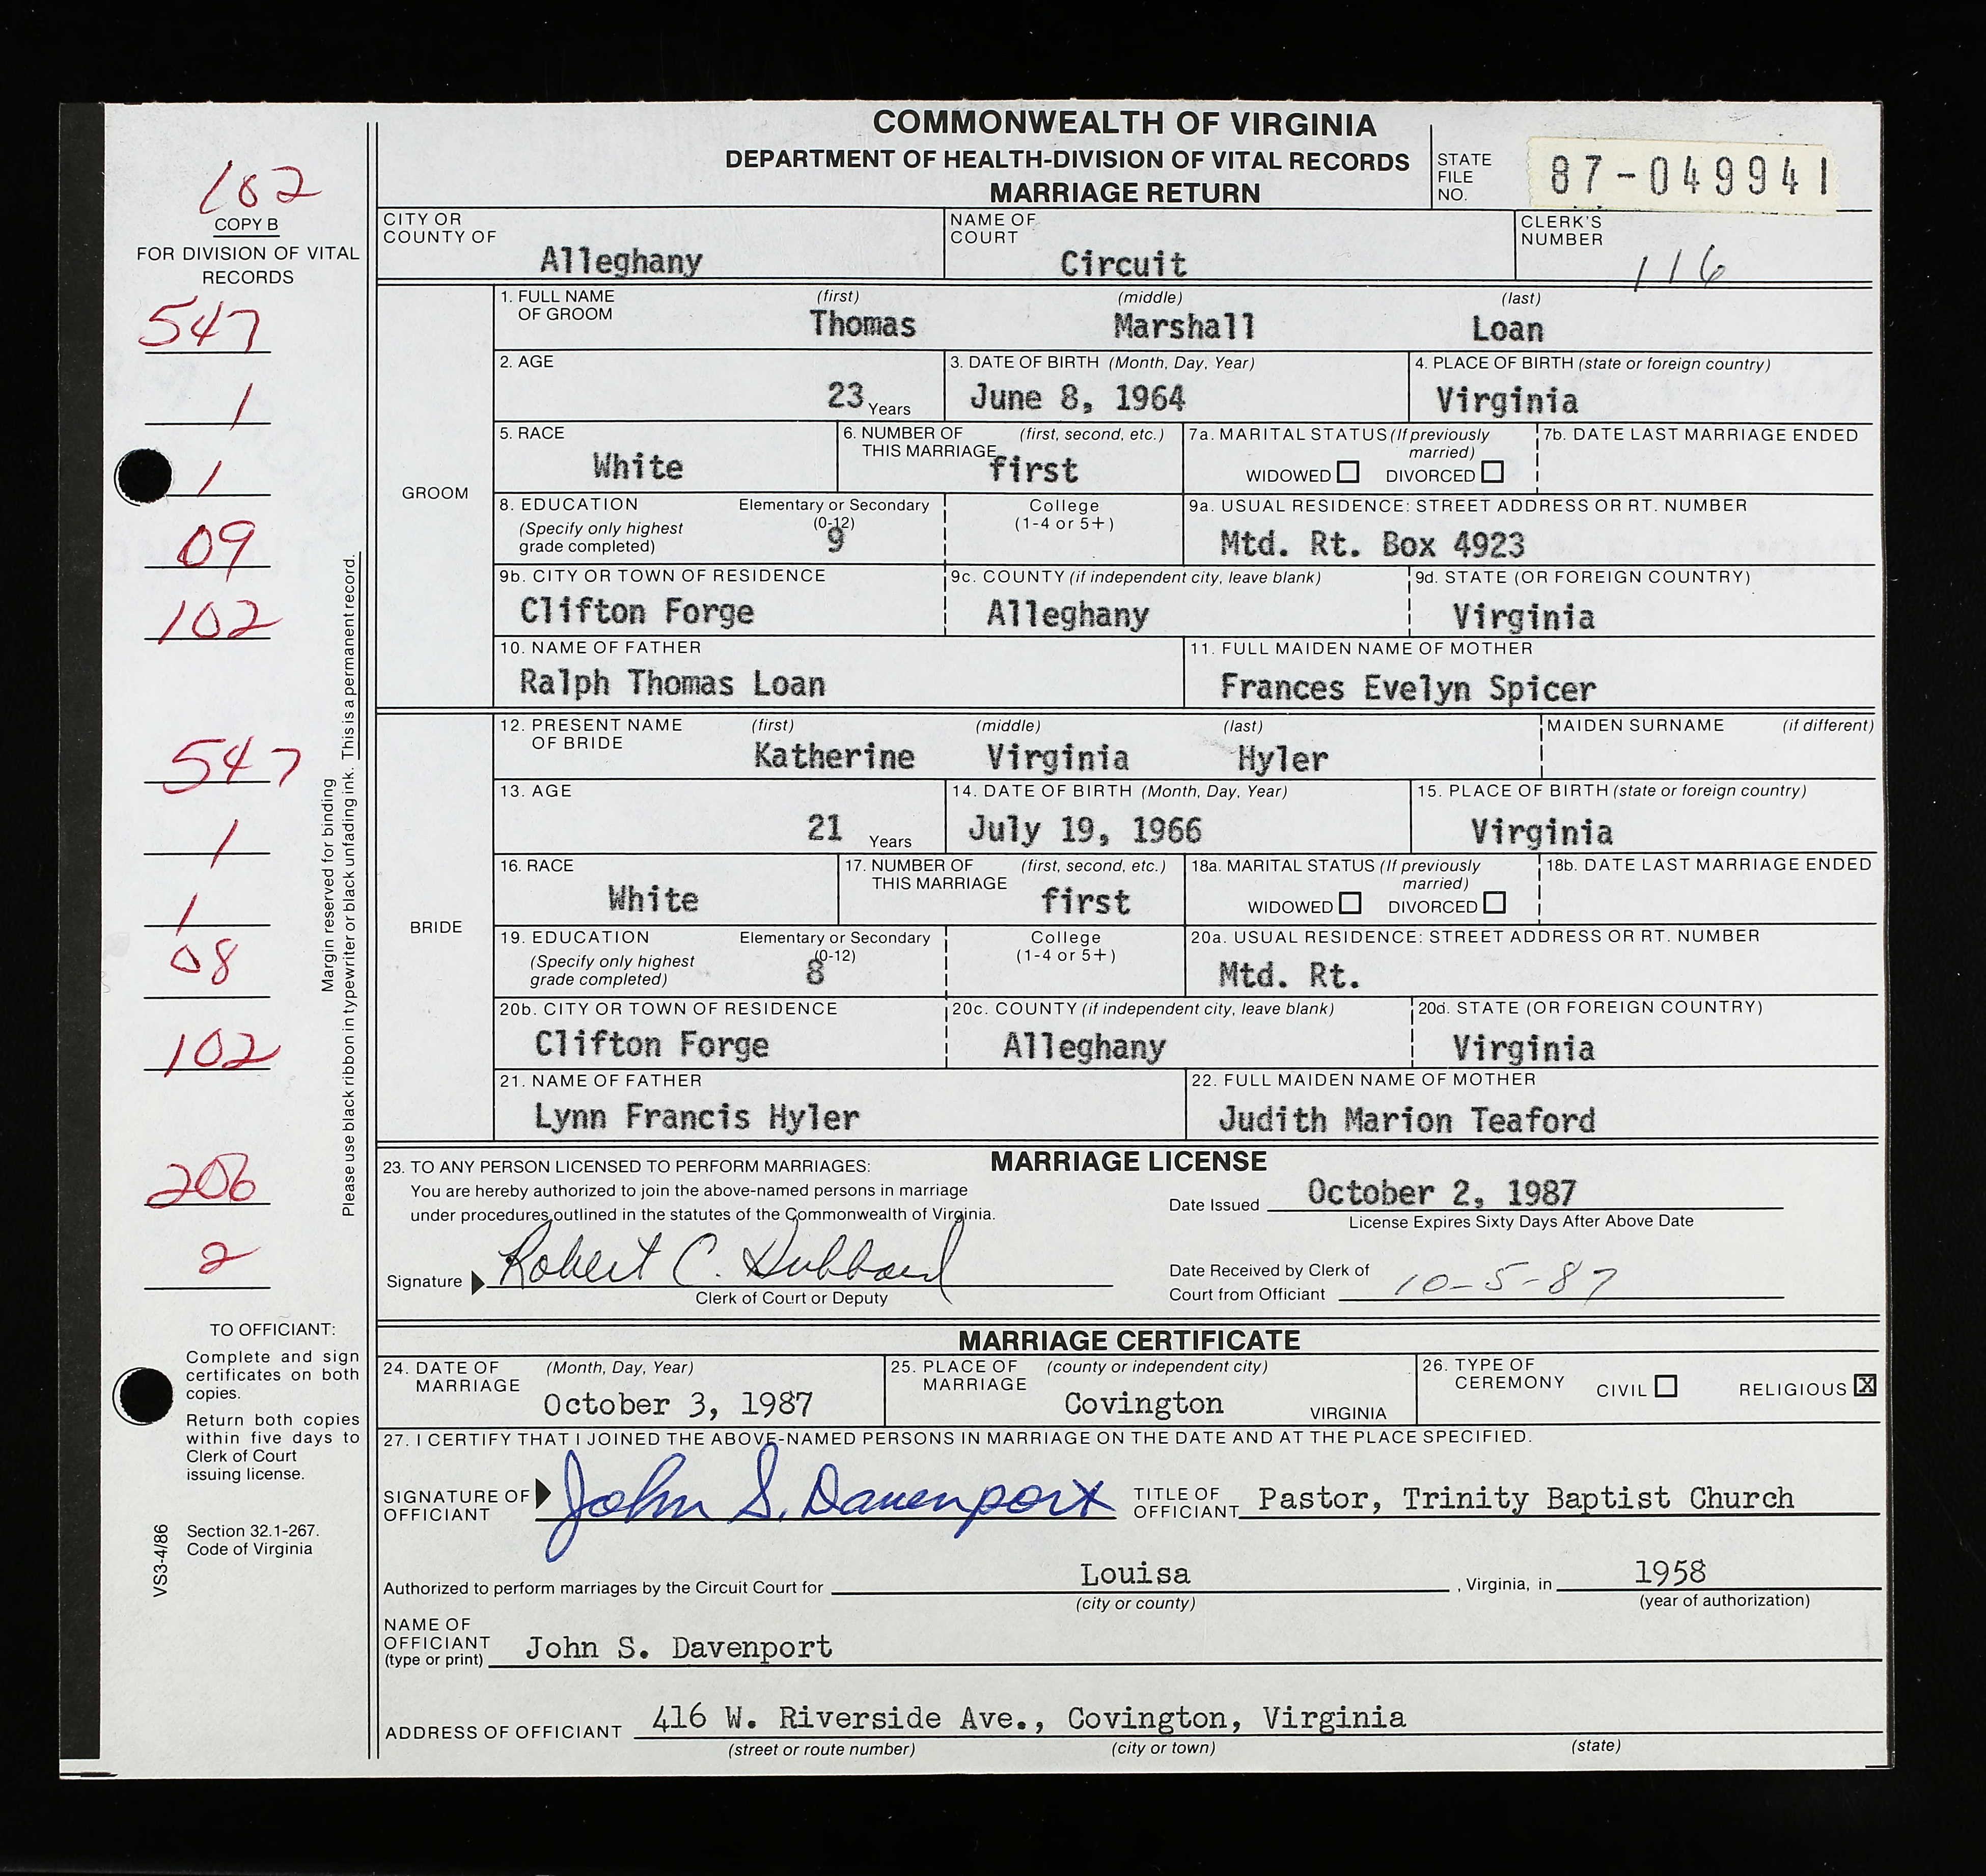 COMMONWEALTH OF VIRGINIA
DEPARTMENT OF HEALTH-DIVISION OF VITAL RECORDS
MARRIAGE RETURN
STATE FILE NO. 87-049941
102
COPY B
FOR DIVISION OF VITAL
RECORDS
547
1
1
09
102
547
1
1
08
102
206
2
Margin reserved for binding
Please use black ribbon in typewriter or black unfading ink. This is a permanent record.
TO OFFICIANT:
Complete and sign
certificates on both
copies.
Return both copies
within five days to
Clerk of Court
issuing license.
Section 32.1-267.
Code of Virginia
VS3-4/86
CITY OR COUNTY OF Alleghany
NAME OF COURT Circuit
CLERK'S NUMBER 116
GROOM
1. FULL NAME OF GROOM (first) Thomas (middle) Marshall (last) Loan
2. AGE 23 Years
3. DATE OF BIRTH (Month, Day, Year) June 8, 1964
4. PLACE OF BIRTH (state or foreign country) Virginia
5. RACE White
6. NUMBER OF THIS MARRIAGE (first, second, etc.) first
7a. MARITAL STATUS (If previously married) WIDOWED DIVORCED
7b. DATE LAST MARRIAGE ENDED
8. EDUCATION (Specify only highest grade completed) Elementary or Secondary (0-12) 9 College (1-4 or 5+)
9a. USUAL RESIDENCE: STREET ADDRESS OR RT. NUMBER Mtd. Rt. Box 4923
9b. CITY OR TOWN OF RESIDENCE Clifton Forge
9c. COUNTY (if independent city, leave blank) Alleghany
9d. STATE (OR FOREIGN COUNTRY) Virginia
10. NAME OF FATHER Ralph Thomas Loan
11. FULL MAIDEN NAME OF MOTHER Frances Evelyn Spicer
BRIDE
12. PRESENT NAME OF BRIDE (first) Katherine (middle) Virginia (last) Hyler MAIDEN SURNAME (if different)
13. AGE 21 Years
14. DATE OF BIRTH (Month, Day, Year) July 19, 1966
15. PLACE OF BIRTH (state or foreign country) Virginia
16. RACE White
17. NUMBER OF THIS MARRIAGE (first, second, etc.) first
18a. MARITAL STATUS (If previously married) WIDOWED DIVORCED
18b. DATE LAST MARRIAGE ENDED
19. EDUCATION (Specify only highest grade completed) Elementary or Secondary (0-12) 8 College (1-4 or 5+)
20a. USUAL RESIDENCE: STREET ADDRESS OR RT. NUMBER Mtd. Rt.
20b. CITY OR TOWN OF RESIDENCE Clifton Forge
20c. COUNTY (if independent city, leave blank) Alleghany
20d. STATE (OR FOREIGN COUNTRY) Virginia
21. NAME OF FATHER Lynn Francis Hyler
22. FULL MAIDEN NAME OF MOTHER Judith Marion Teaford
MARRIAGE LICENSE
23. TO ANY PERSON LICENSED TO PERFORM MARRIAGES:
You are hereby authorized to join the above-named persons in marriage
under procedures outlined in the statutes of the Commonwealth of Virginia.
Date Issued October 2, 1987
License Expires Sixty Days After Above Date
Signature Robert C. Hubbard
Clerk of Court or Deputy
Date Received by Clerk of
Court from Officiant 10-5-87
MARRIAGE CERTIFICATE
24. DATE OF MARRIAGE (Month, Day, Year) October 3, 1987
25. PLACE OF MARRIAGE (county or independent city) Covington VIRGINIA
26. TYPE OF CEREMONY CIVIL RELIGIOUS X
27. I CERTIFY THAT I JOINED THE ABOVE-NAMED PERSONS IN MARRIAGE ON THE DATE AND AT THE PLACE SPECIFIED.
SIGNATURE OF OFFICIANT John S. Davenport TITLE OF OFFICIANT Pastor, Trinity Baptist Church
Authorized to perform marriages by the Circuit Court for Louisa, Virginia, in 1958
(city or county) (year of authorization)
NAME OF OFFICIANT (type or print) John S. Davenport
ADDRESS OF OFFICIANT 416 W. Riverside Ave., Covington, Virginia
(street or route number) (city or town) (state)